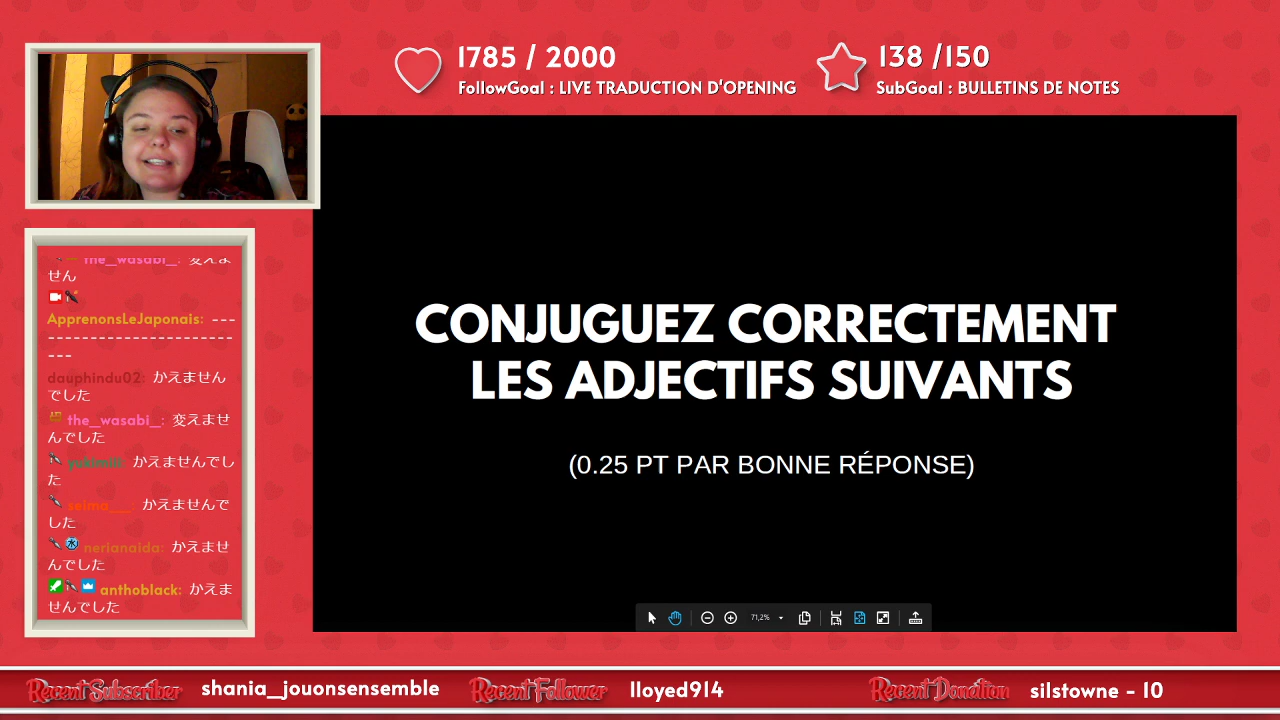 1785 / 2000
FollowGoal : LIVE TRADUCTION D'OPENING
138 /150
SubGoal : BULLETINS DE NOTES
the__wasabi__: 変えま
せん
ApprenonsLeJaponais: ---
----------------------
---
dauphindu02: かえません
でした
the__wasabi__: 変えませ
んでした
かえませんでし
た
seima___: かえませんで
した
nerianaida: かえませ
んでした
anthoblack: かえま
せんでした
CONJUGUEZ CORRECTEMENT
LES ADJECTIFS SUIVANTS
(0.25 PT PAR BONNE RÉPONSE)
71,2%
Recent Subscriber shania_jouonsensemble Recent Follower lloyed914 Recent Donation silstowne - 10